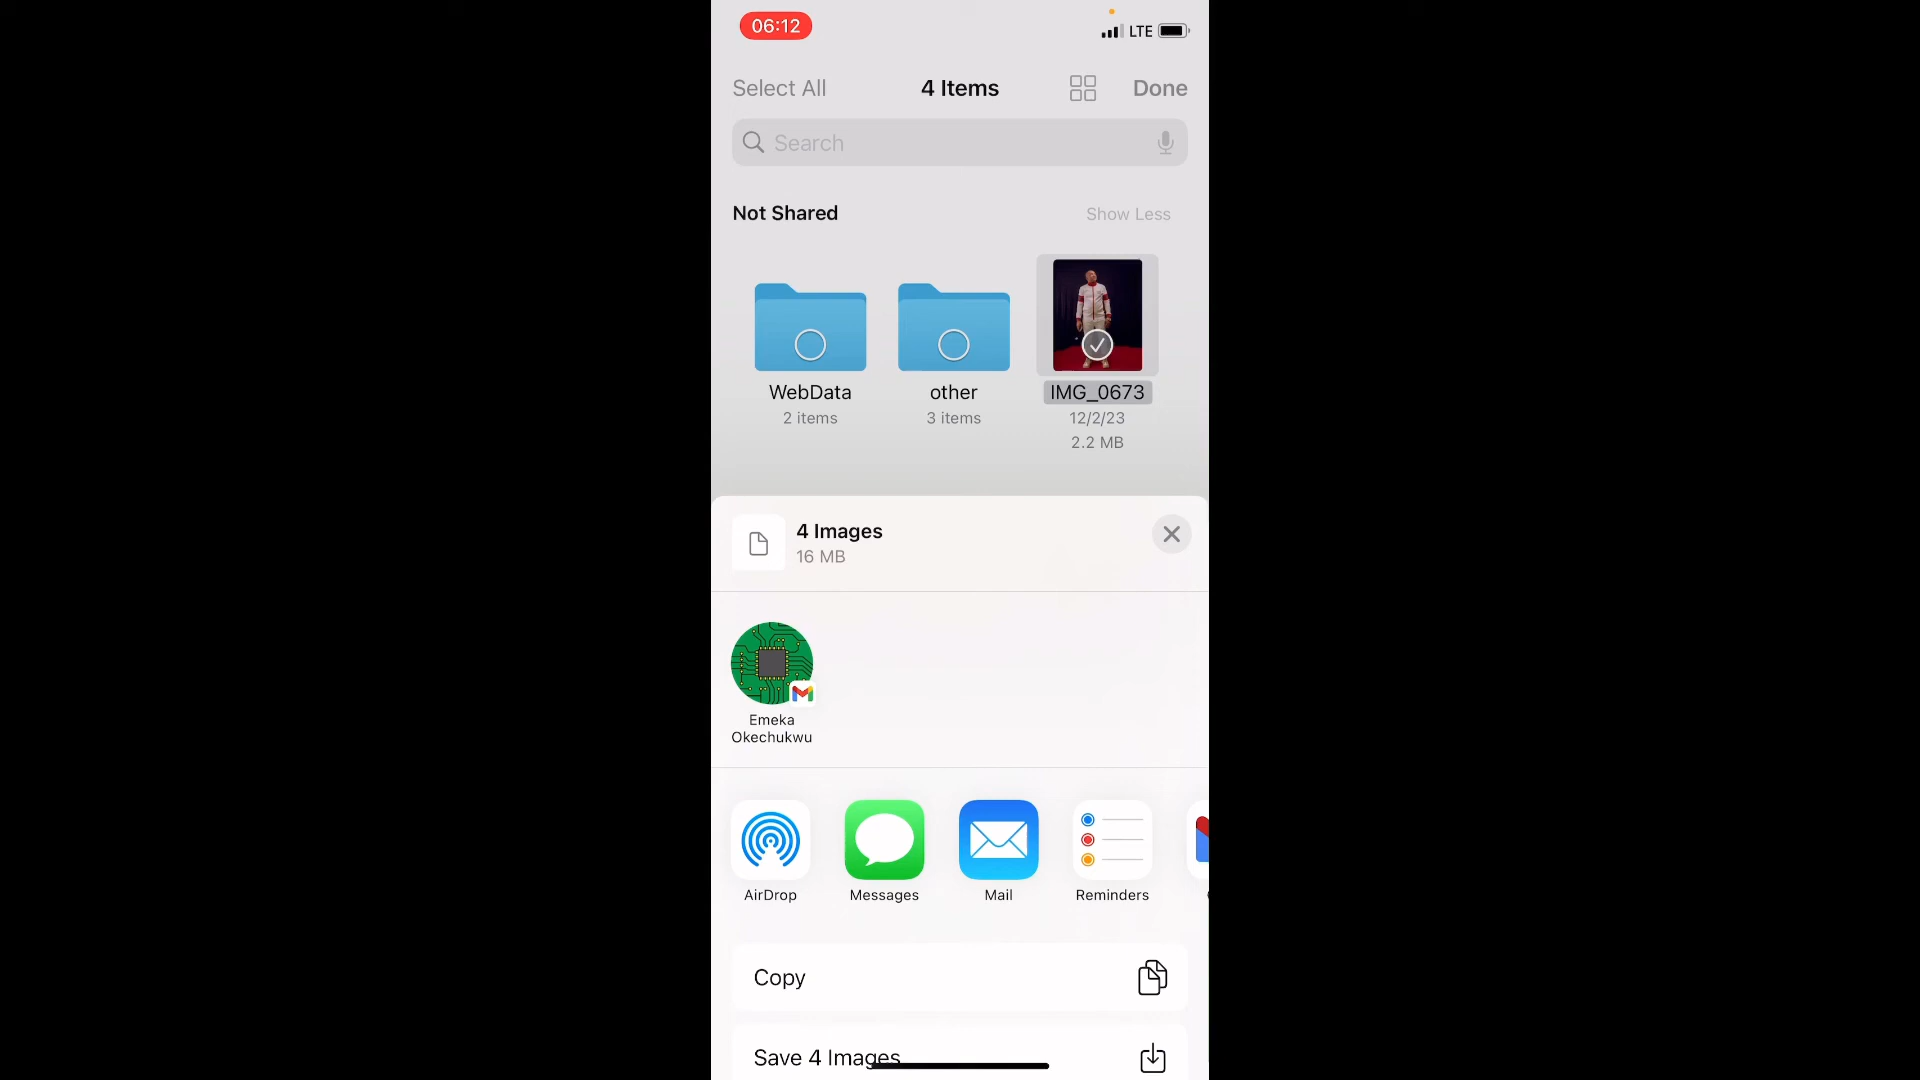 06:12
LTE
Select All
4 Items
Done
Search
Not Shared
Show Less
WebData
2 items
other
3 items
IMG_0673
12/2/23
2.2 MB
4 Images
16 MB
Emeka
Okechukwu
AirDrop
Messages
Mail
Reminders
Copy
Save 4 Images